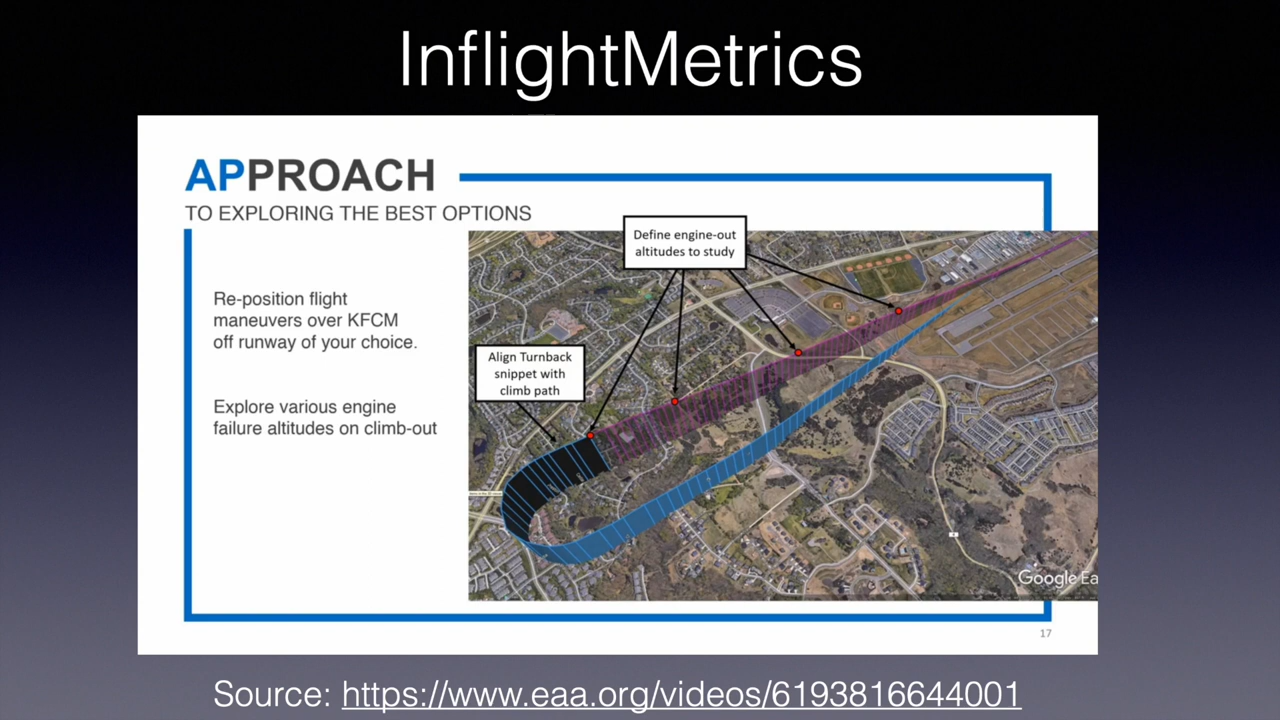 InflightMetrics
APPROACH
TO EXPLORING THE BEST OPTIONS
Define engine-out
altitudes to study
Re-position flight
maneuvers over KFCM
off runway of your choice.
Align Turnback
snippet with
climb path
Explore various engine
failure altitudes on climb-out
Google Ea
17
Source: https://www.eaa.org/videos/6193816644001